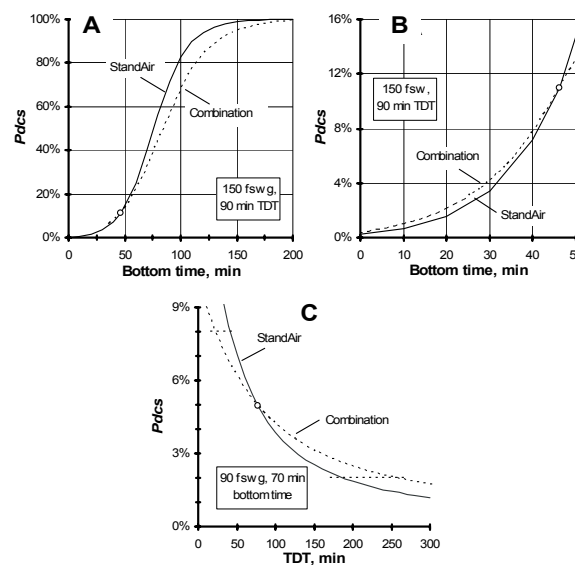 A
100%
80%
60%
40%
20%
0%
Pdcs
StandAir
Combination
150 fsw g,
90 min TDT
0 50 100 150 200
Bottom time, min
B
16%
12%
8%
4%
0%
Pdcs
150 fsw ,
90 min TDT
Combination
StandAir
0 10 20 30 40 50
Bottom time, min
C
9%
6%
3%
0%
Pdcs
StandAir
Combination
90 fsw g, 70 min
bottom time
0 50 100 150 200 250 300
TDT, min